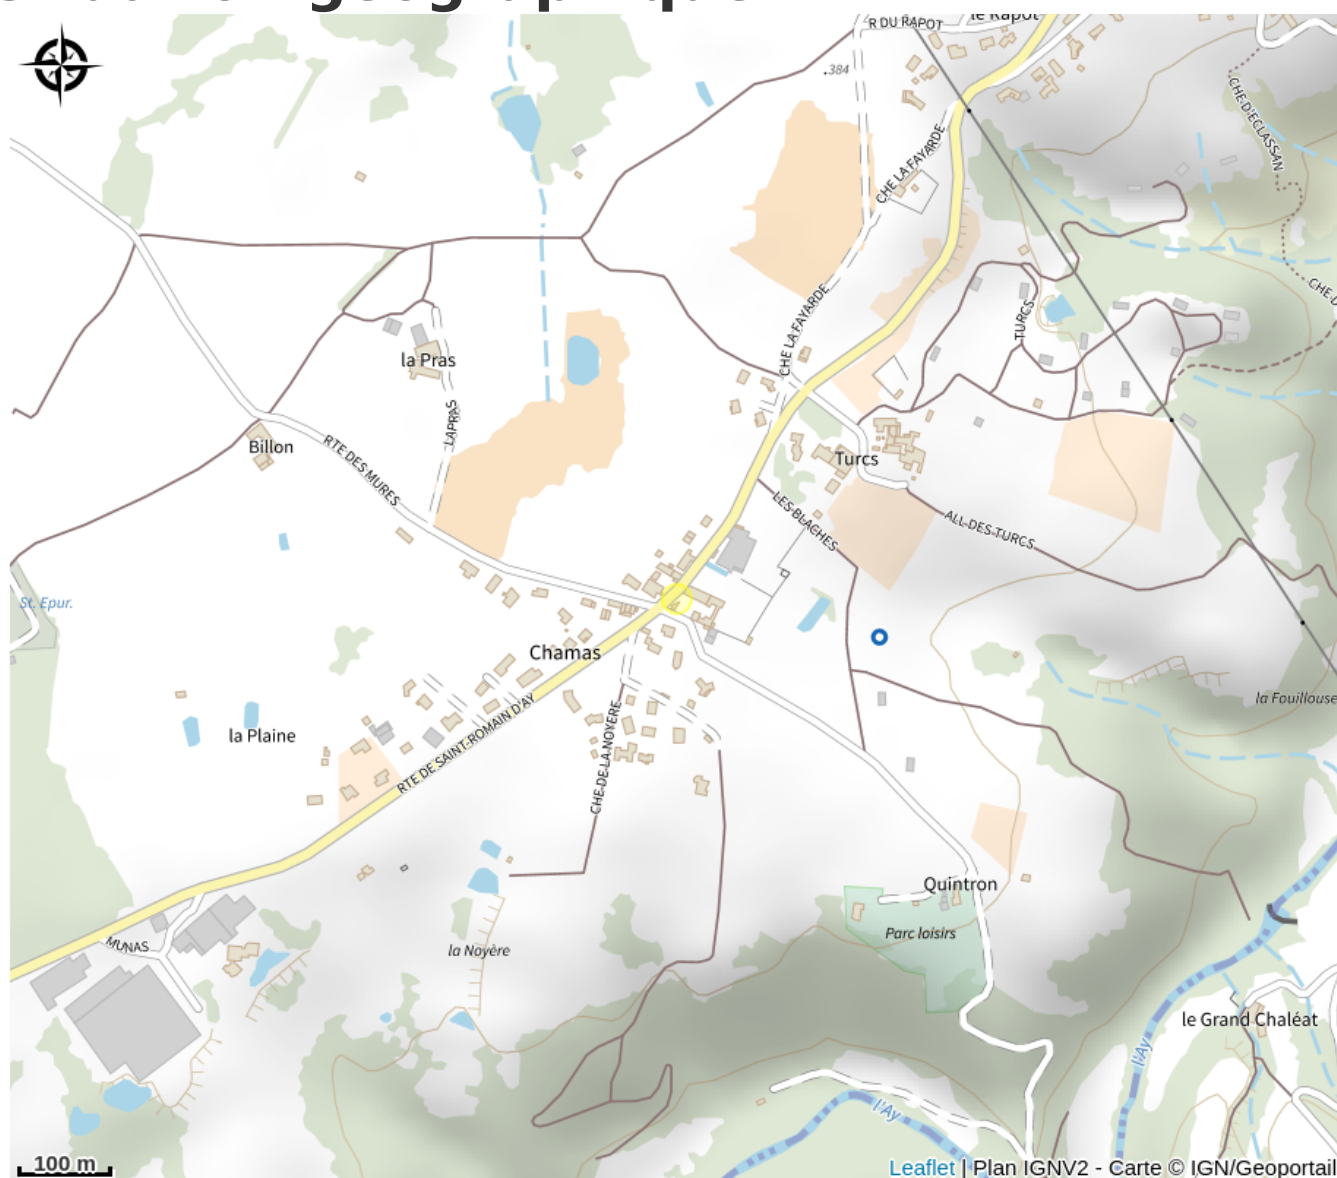 R DU RAPOT
le Rapot
.384
CHE D'ECLASSAN
CHE LA FAYARDE
CHE D
CHE LA FAYARDE
TURCS
la Pras
LAPRAS
Billon
RTE DES MURES
Turcs
LES BLACHES
ALL DES TURCS
St. Epur.
Chamas
la Fouillouse
la Plaine
RTE DE SAINT-ROMAIN D'AY
CHE DE LA NOYERE
Quintron
Parc loisirs
MUNAS
la Noyère
le Grand Chaléat
l'Ay
l'Ay
100 m
Leaflet | Plan IGNV2 - Carte © IGN/Geoportail